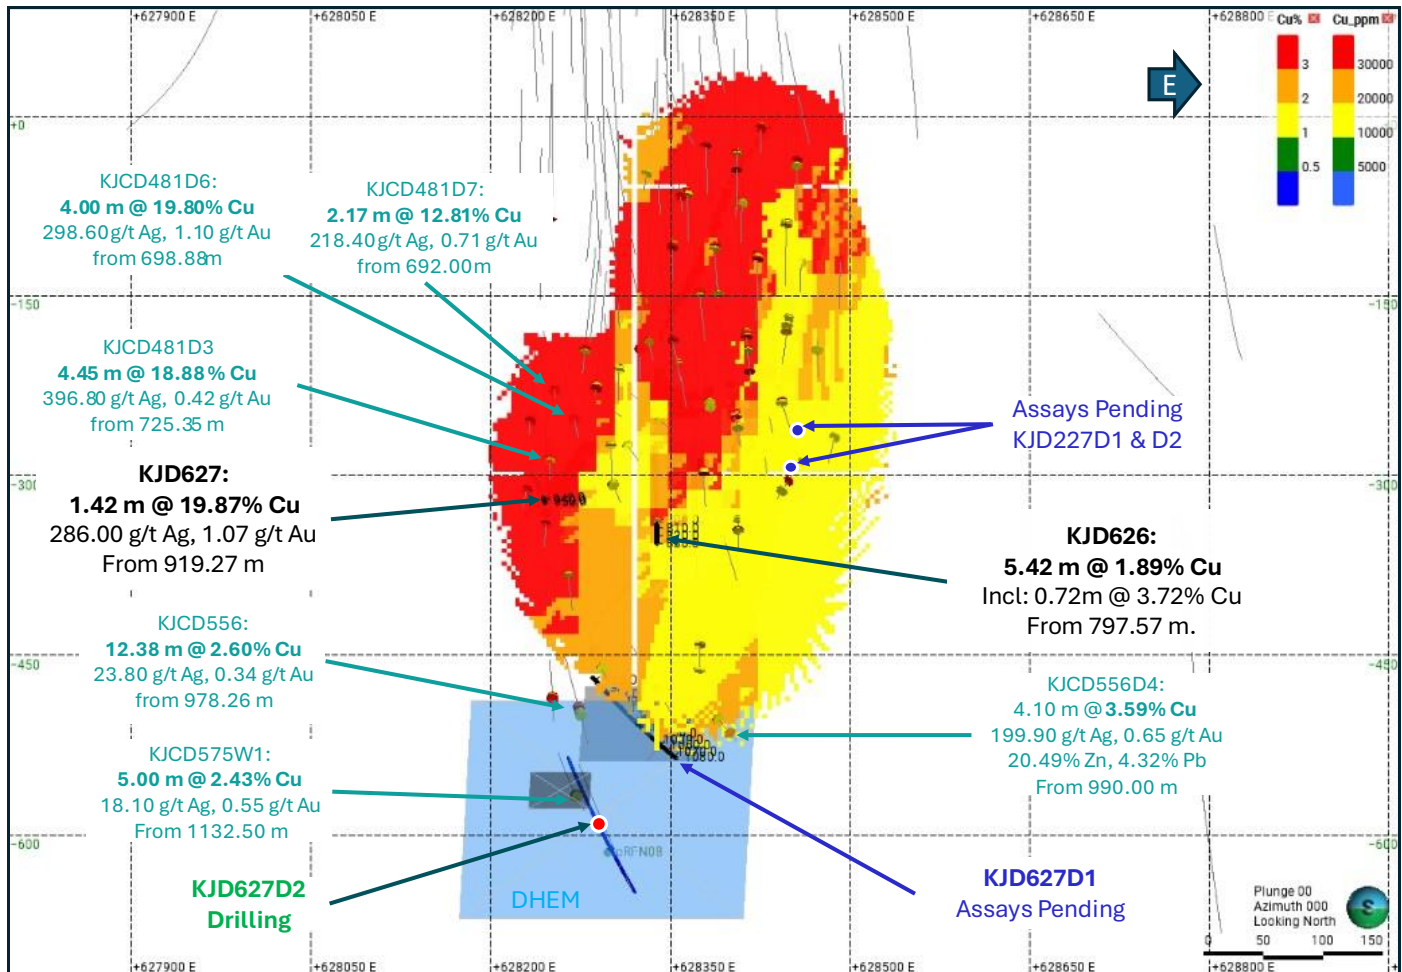 +627900 E
+628050 E
+628200 E
+628350 E
+628500 E
+628650 E
+628800 E
Cu%
Cu_ppm
3
2
1
0.5
30000
20000
10000
5000
E
+0
KJCD481D6:
4.00 m @ 19.80% Cu
298.60g/t Ag, 1.10 g/t Au
from 698.88m
KJCD481D7:
2.17 m @ 12.81% Cu
218.40g/t Ag, 0.71 g/t Au
from 692.00m
-150
KJCD481D3
4.45 m @ 18.88% Cu
396.80 g/t Ag, 0.42 g/t Au
from 725.35 m
Assays Pending
KJD227D1 & D2
KJD627:
1.42 m @ 19.87% Cu
286.00 g/t Ag, 1.07 g/t Au
From 919.27 m
-300
-300
KJD626:
5.42 m @ 1.89% Cu
Incl: 0.72m @ 3.72% Cu
From 797.57 m.
KJCD556:
12.38 m @ 2.60% Cu
23.80 g/t Ag, 0.34 g/t Au
from 978.26 m
-450
-450
KJCD556D4:
4.10 m @ 3.59% Cu
199.90 g/t Ag, 0.65 g/t Au
20.49% Zn, 4.32% Pb
From 990.00 m
1080.0
KJCD575W1:
5.00 m @ 2.43% Cu
18.10 g/t Ag, 0.55 g/t Au
From 1132.50 m
-600
-600
KJD627D2
Drilling
DHEM
KJD627D1
Assays Pending
Plunge 00
Azimuth 000
Looking North
S
0
50
100
150
+627900 E
+628050 E
+628200 E
+628350 E
+628500 E
+628650 E
+628800 E